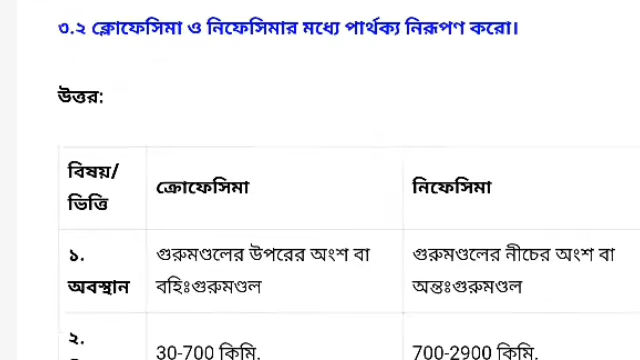 ৩.২ ক্রোফেসিমা ও নিফেসিমার মধ্যে পার্থক্য নিরূপণ করো।
উত্তর:
বিষয়/
ভিত্তি
ক্রোফেসিমা
নিফেসিমা
১.
অবস্থান
গুরুমণ্ডলের উপরের অংশ বা
বহিঃগুরুমণ্ডল
গুরুমণ্ডলের নীচের অংশ বা
অন্তঃগুরুমণ্ডল
২.
30-700 কিমি.
700-2900 কিমি.